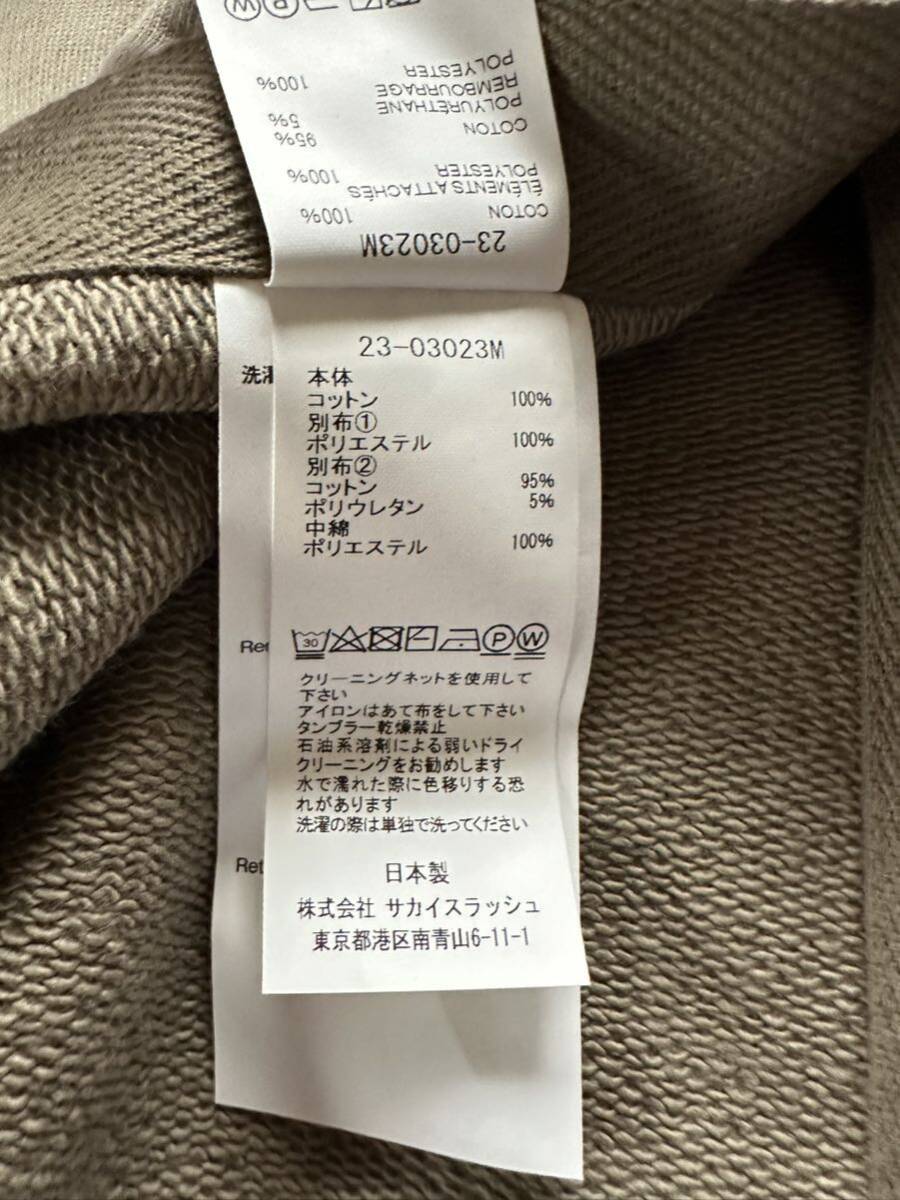 COTON 100%
ÉLÉMENTS ATTACHÉS
POLYESTER 100%
COTON 95%
POLYURÉTHANE 5%
REMBOURRAGE
POLYESTER 100%
23-03023M
23-03023M
本体
コットン 100%
別布①
ポリエステル 100%
別布②
コットン 95%
ポリウレタン 5%
中綿
ポリエステル 100%
30 P W
クリーニングネットを使用して
下さい
アイロンはあて布をして下さい
タンブラー乾燥禁止
石油系溶剤による弱いドライ
クリーニングをお勧めします
水で濡れた際に色移りする恐
れがあります
洗濯の際は単独で洗ってください
日本製
株式会社 サカイスラッシュ
東京都港区南青山6-11-1